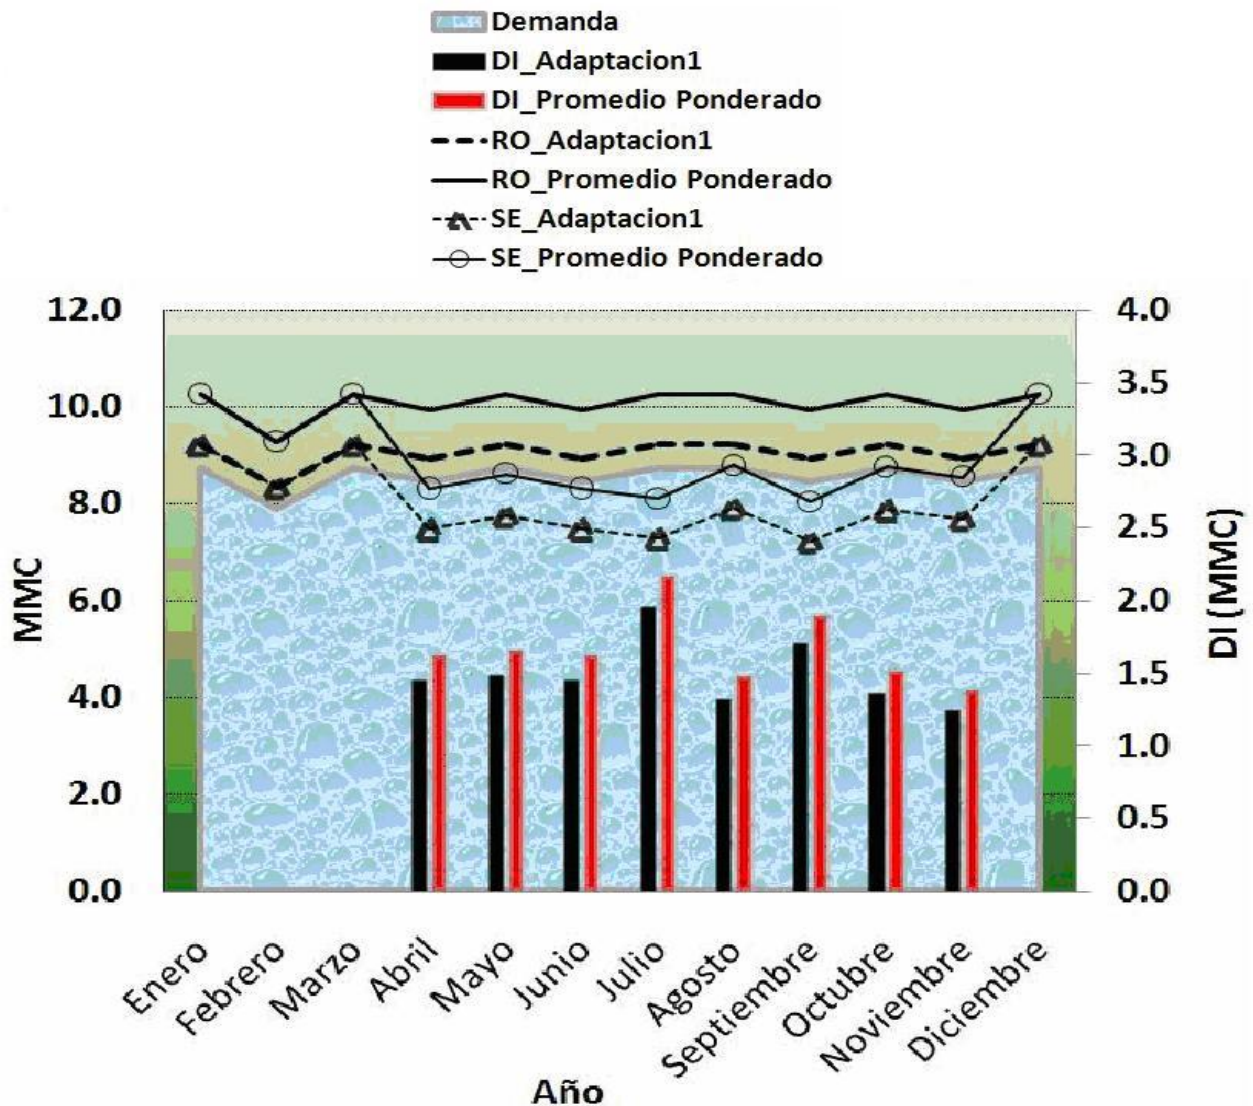 Demanda
DI_Adaptacion1
DI_Promedio Ponderado
RO_Adaptacion1
RO_Promedio Ponderado
SE_Adaptacion1
SE_Promedio Ponderado
12.0
10.0
8.0
6.0
4.0
2.0
0.0
MMC
4.0
3.5
3.0
2.5
2.0
1.5
1.0
0.5
0.0
DI (MMC)
Enero
Febrero
Marzo
Abril
Mayo
Junio
Julio
Agosto
Septiembre
Octubre
Noviembre
Diciembre
Año